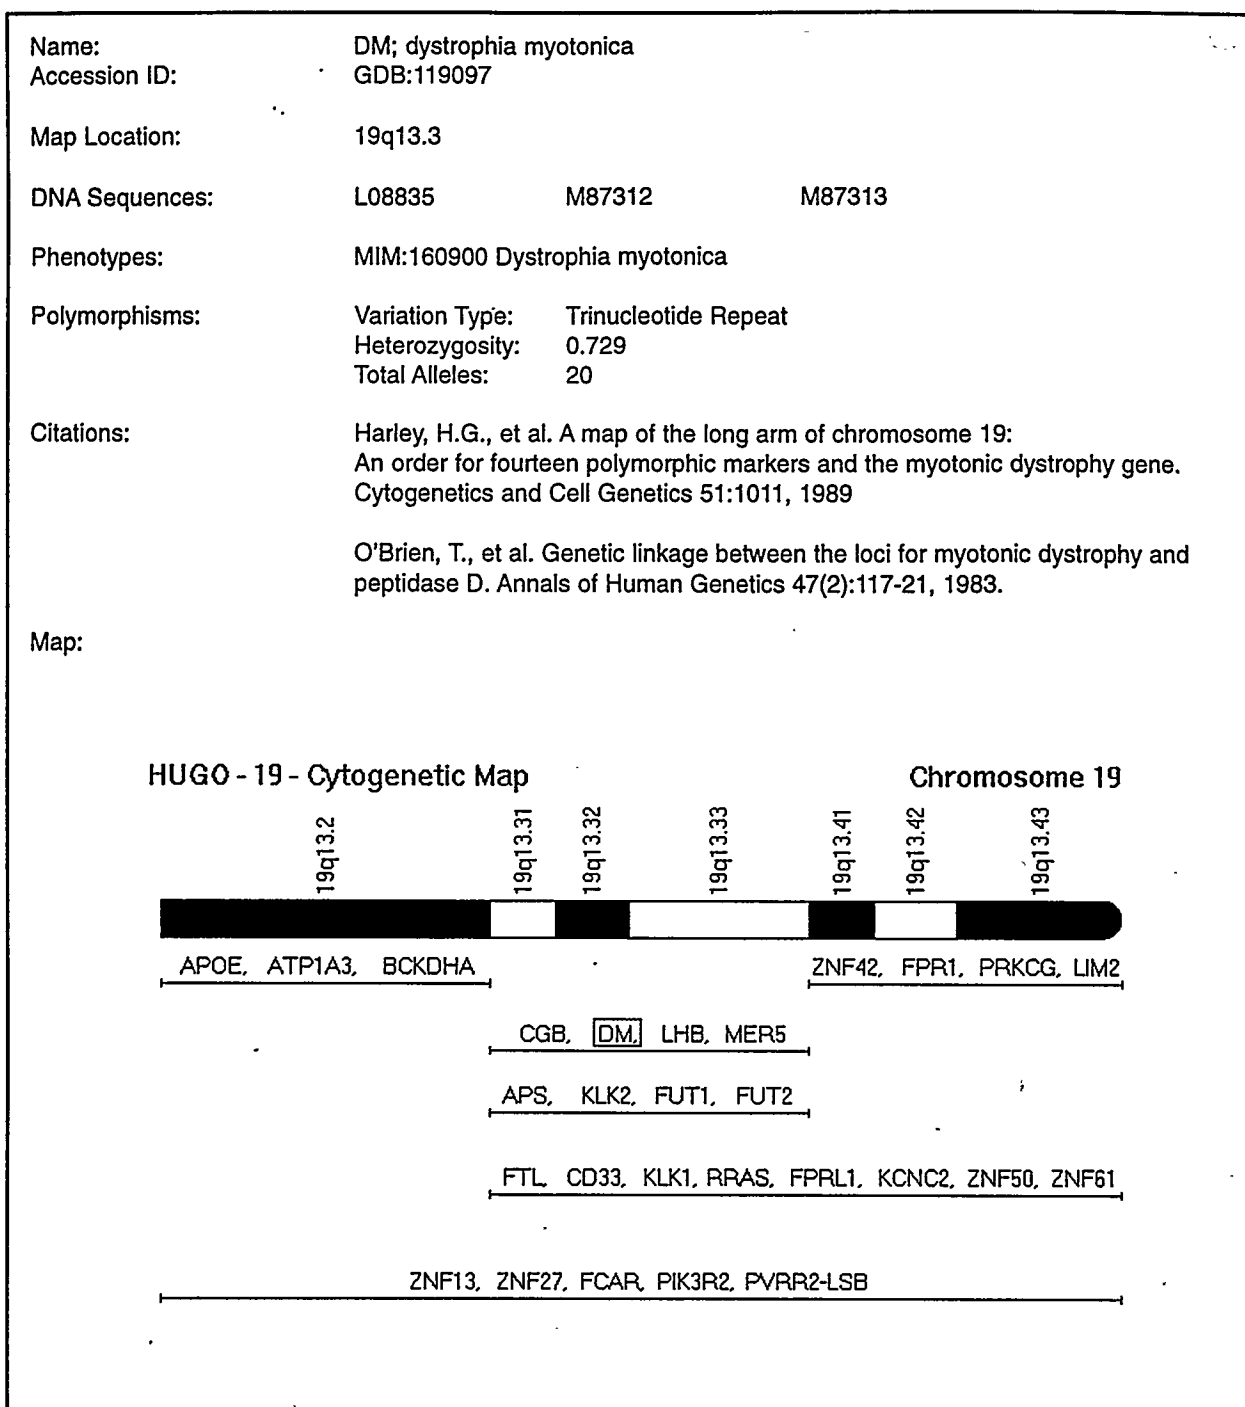 Name: DM; dystrophia myotonica
Accession ID: GDB:119097
Map Location: 19q13.3
DNA Sequences: L08835 M87312 M87313
Phenotypes: MIM:160900 Dystrophia myotonica
Polymorphisms: Variation Type: Trinucleotide Repeat
Heterozygosity: 0.729
Total Alleles: 20
Citations: Harley, H.G., et al. A map of the long arm of chromosome 19:
An order for fourteen polymorphic markers and the myotonic dystrophy gene.
Cytogenetics and Cell Genetics 51:1011, 1989
O'Brien, T., et al. Genetic linkage between the loci for myotonic dystrophy and
peptidase D. Annals of Human Genetics 47(2):117-21, 1983.
Map:
HUGO - 19 - Cytogenetic Map Chromosome 19
19q13.2 19q13.31 19q13.32 19q13.33 19q13.41 19q13.42 19q13.43
APOE, ATP1A3, BCKDHA ZNF42, FPR1, PRKCG, LIM2
CGB, DM, LHB, MER5
APS, KLK2, FUT1, FUT2
FTL, CD33, KLK1, RRAS, FPRL1, KCNC2, ZNF50, ZNF61
ZNF13, ZNF27, FCAR, PIK3R2, PVRR2-LSB